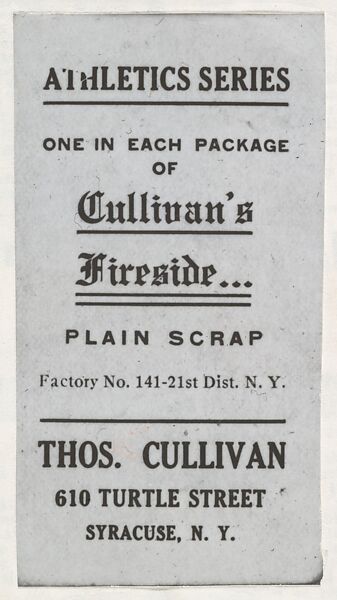 ATHLETICS SERIES
ONE IN EACH PACKAGE
OF
Cullivan's
Fireside...
PLAIN SCRAP
Factory No. 141-21st Dist. N. Y.
THOS. CULLIVAN
610 TURTLE STREET
SYRACUSE, N. Y.